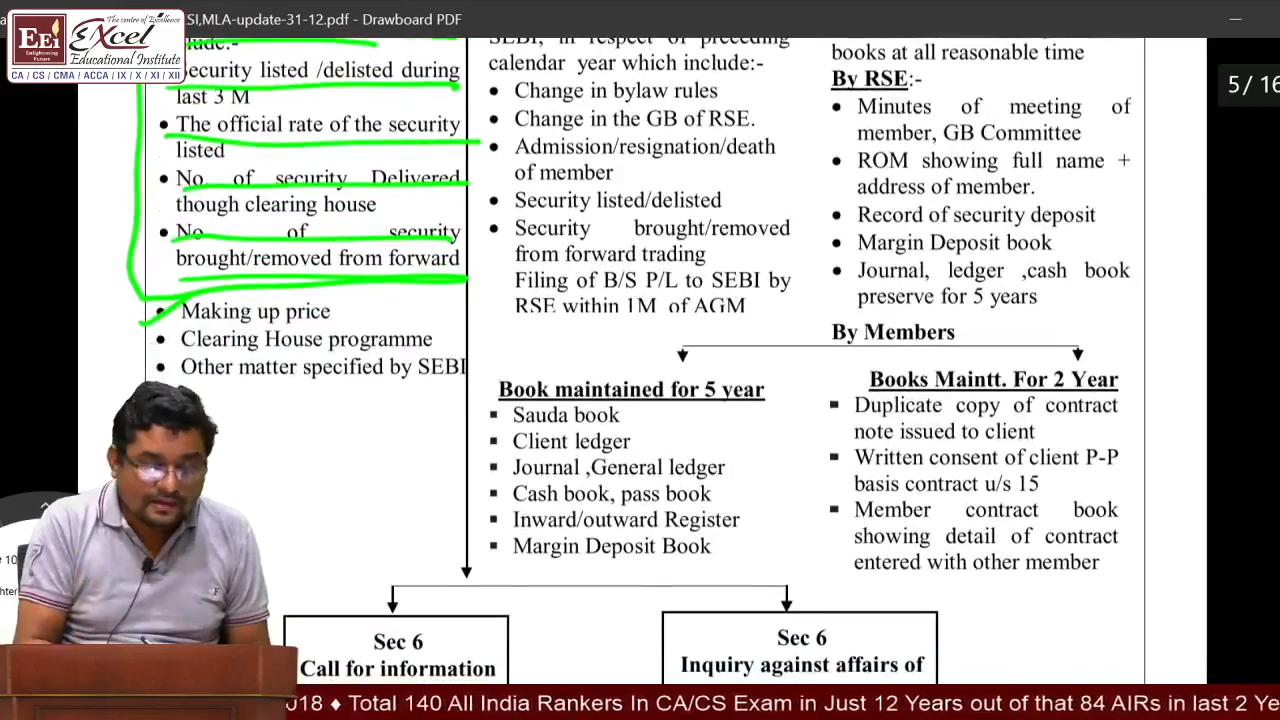 SI,MLA-update-31-12.pdf - Drawboard PDF
The centre of Excellence
EEi
EXcel
Enlightening Future
Educational Institute
CA / CS / CMA / ACCA / IX / X / XI / XII
5 / 16
clude:-
Security listed /delisted during
last 3 M
• The official rate of the security
listed
• No of security Delivered
though clearing house
• No of security
brought/removed from forward
• Making up price
• Clearing House programme
• Other matter specified by SEBI
SEBI, in respect of preceding
calendar year which include:-
• Change in bylaw rules
• Change in the GB of RSE.
• Admission/resignation/death
of member
• Security listed/delisted
• Security brought/removed
from forward trading
Filing of B/S P/L to SEBI by
RSE within 1M of AGM
books at all reasonable time
By RSE:-
• Minutes of meeting of
member, GB Committee
• ROM showing full name +
address of member.
• Record of security deposit
• Margin Deposit book
• Journal, ledger ,cash book
preserve for 5 years
By Members
Book maintained for 5 year
▪ Sauda book
▪ Client ledger
▪ Journal ,General ledger
▪ Cash book, pass book
▪ Inward/outward Register
▪ Margin Deposit Book
Books Maintt. For 2 Year
▪ Duplicate copy of contract
note issued to client
▪ Written consent of client P-P
basis contract u/s 15
▪ Member contract book
showing detail of contract
entered with other member
Sec 6
Call for information
Sec 6
Inquiry against affairs of
018 ♦ Total 140 All India Rankers In CA/CS Exam in Just 12 Years out of that 84 AIRs in last 2 Ye